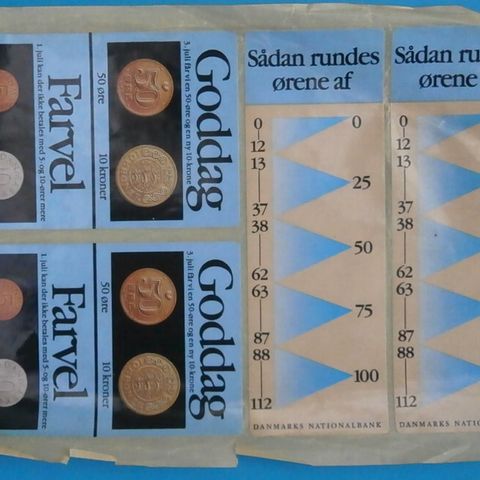 Goddag
3. juli får vi en 50-øre og en ny 10-krone
50 øre
10 kroner
Farvel
1. juli kan der ikke betales med 5- og 10-ører mere
Goddag
3. juli får vi en 50-øre og en ny 10-krone
50 øre
10 kroner
Farvel
1. juli kan der ikke betales med 5- og 10-ører mere
Sådan rundes
ørene af
0
12
13
37
38
62
63
87
88
112
0
25
50
75
100
DANMARKS NATIONALBANK
Sådan run
ørene
0
12
13
37
38
62
63
87
88
112
DANMARKS NATION